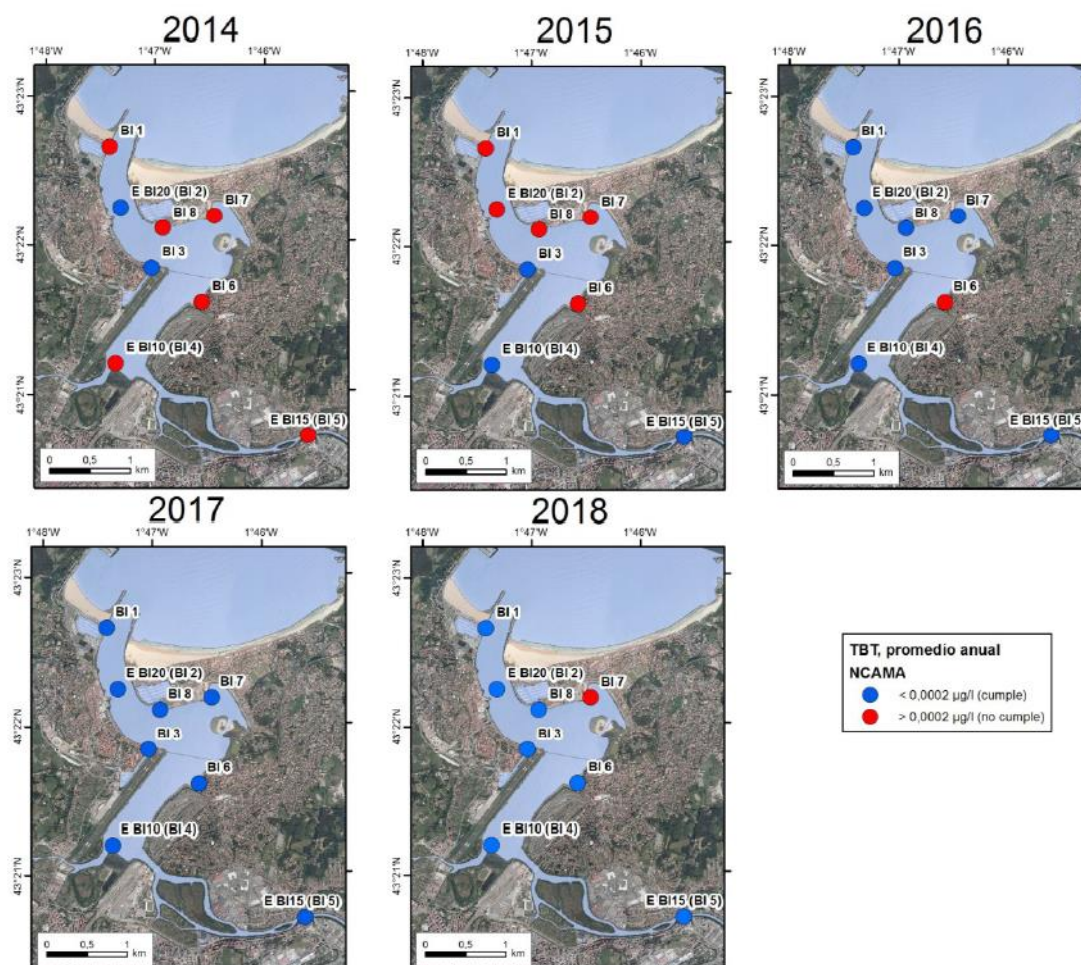 2014
1°48'W 1°47'W 1°46'W
43°23'N
43°22'N
43°21'N
BI 1
E BI20 (BI 2)
BI 7
BI 8
BI 3
BI 6
E BI10 (BI 4)
E BI15 (BI 5)
0 0,5 1
km
2015
1°48'W 1°47'W 1°46'W
43°23'N
43°22'N
43°21'N
BI 1
E BI20 (BI 2)
BI 7
BI 8
BI 3
BI 6
E BI10 (BI 4)
E BI15 (BI 5)
0 0,5 1
km
2016
1°48'W 1°47'W 1°46'W
43°23'N
43°22'N
43°21'N
BI 1
E BI20 (BI 2)
BI 7
BI 8
BI 3
BI 6
E BI10 (BI 4)
E BI15 (BI 5
0 0,5 1
km
2017
1°48'W 1°47'W 1°46'W
43°23'N
43°22'N
43°21'N
BI 1
E BI20 (BI 2)
BI 7
BI 8
BI 3
BI 6
E BI10 (BI 4)
E BI15 (BI 5)
0 0,5 1
km
2018
1°48'W 1°47'W 1°46'W
43°23'N
43°22'N
43°21'N
BI 1
E BI20 (BI 2)
BI 7
BI 8
BI 3
BI 6
E BI10 (BI 4)
E BI15 (BI 5)
0 0,5 1
km
TBT, promedio anual
NCAMA
< 0,0002 µg/l (cumple)
> 0,0002 µg/l (no cumple)